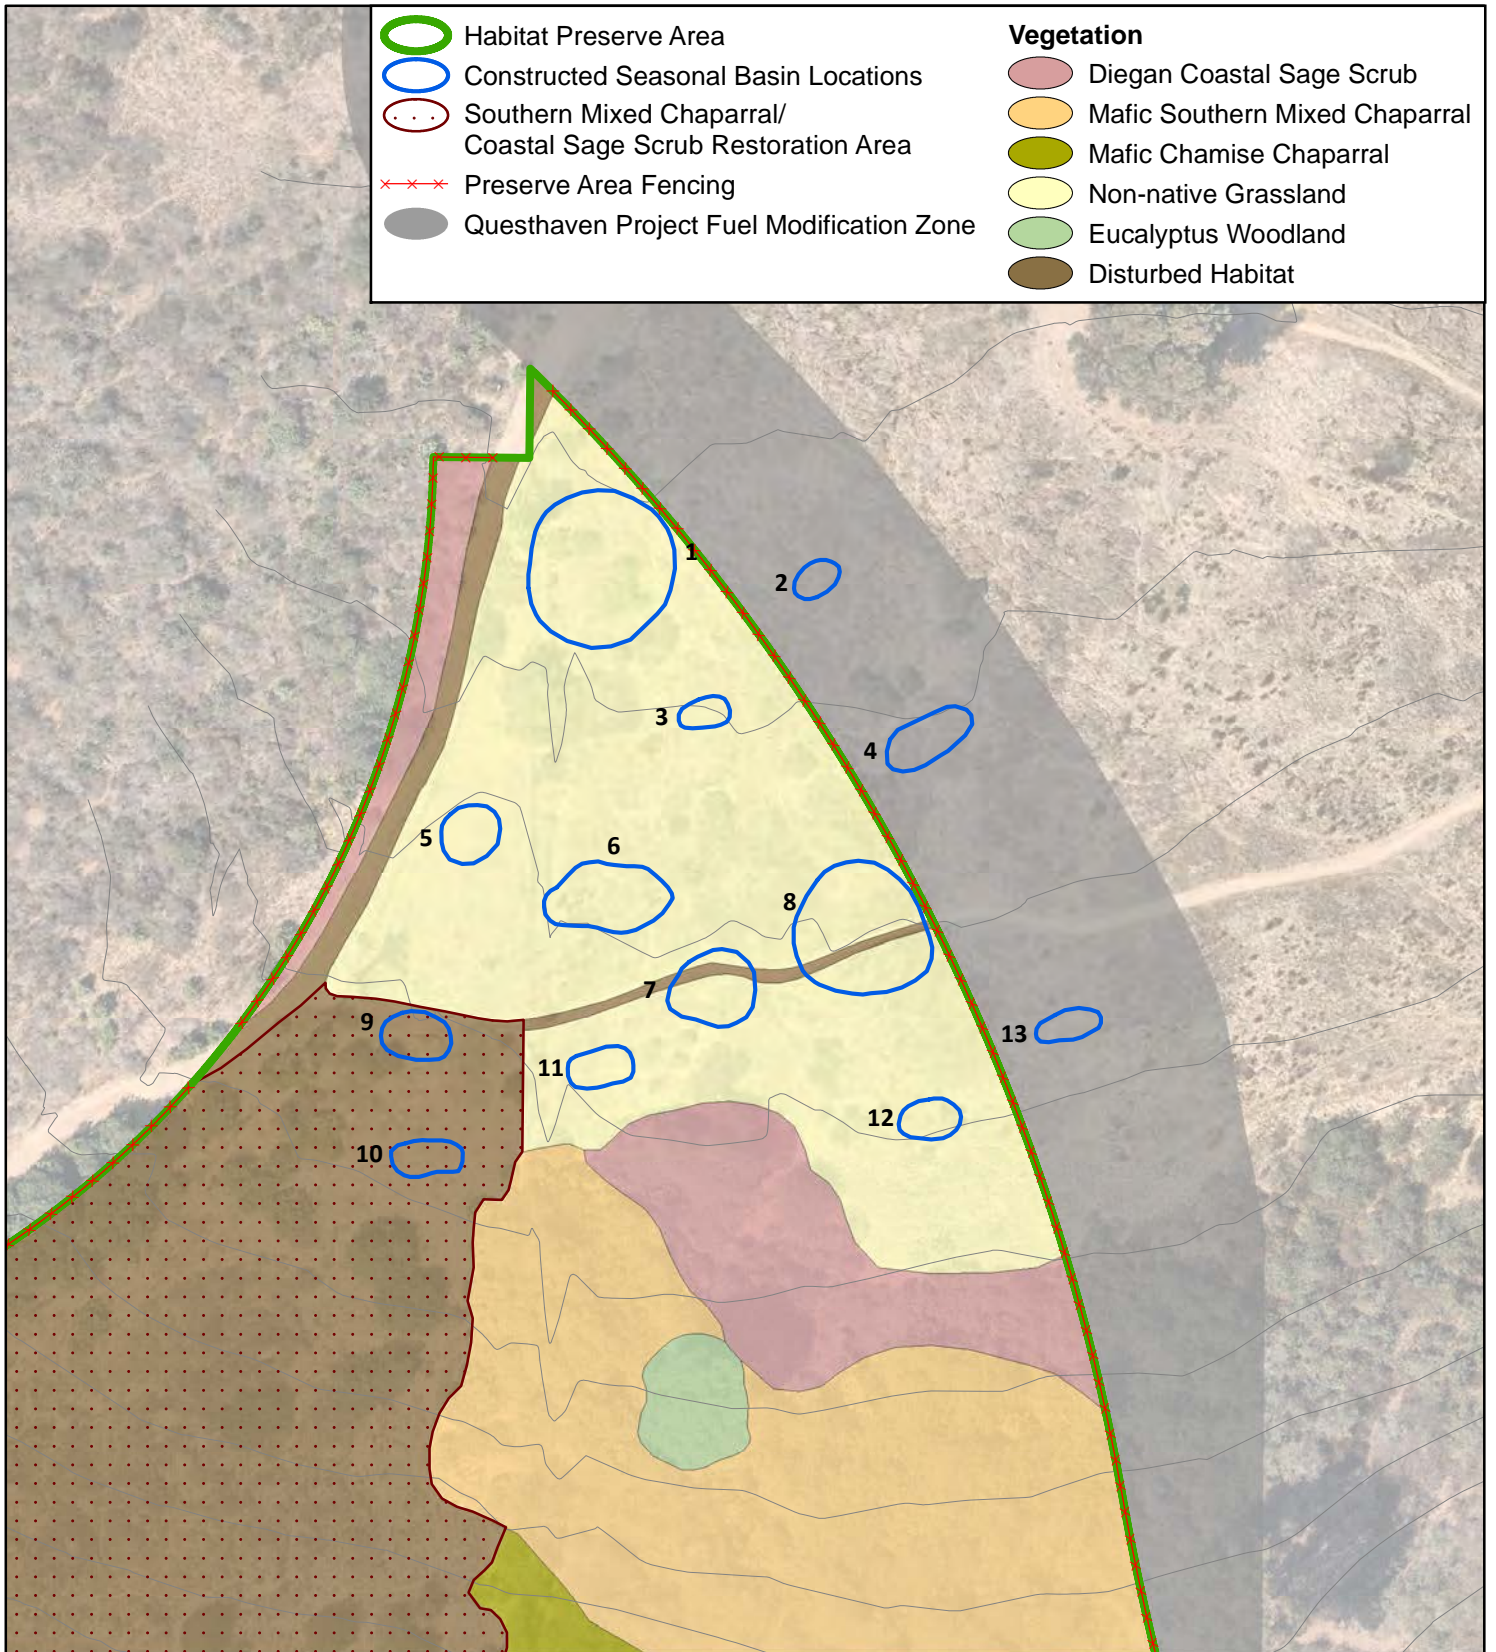 Habitat Preserve Area
Constructed Seasonal Basin Locations
Southern Mixed Chaparral/
Coastal Sage Scrub Restoration Area
Preserve Area Fencing
Questhaven Project Fuel Modification Zone
Vegetation
Diegan Coastal Sage Scrub
Mafic Southern Mixed Chaparral
Mafic Chamise Chaparral
Non-native Grassland
Eucalyptus Woodland
Disturbed Habitat
1
2
3
4
5
6
8
7
9
13
11
12
10